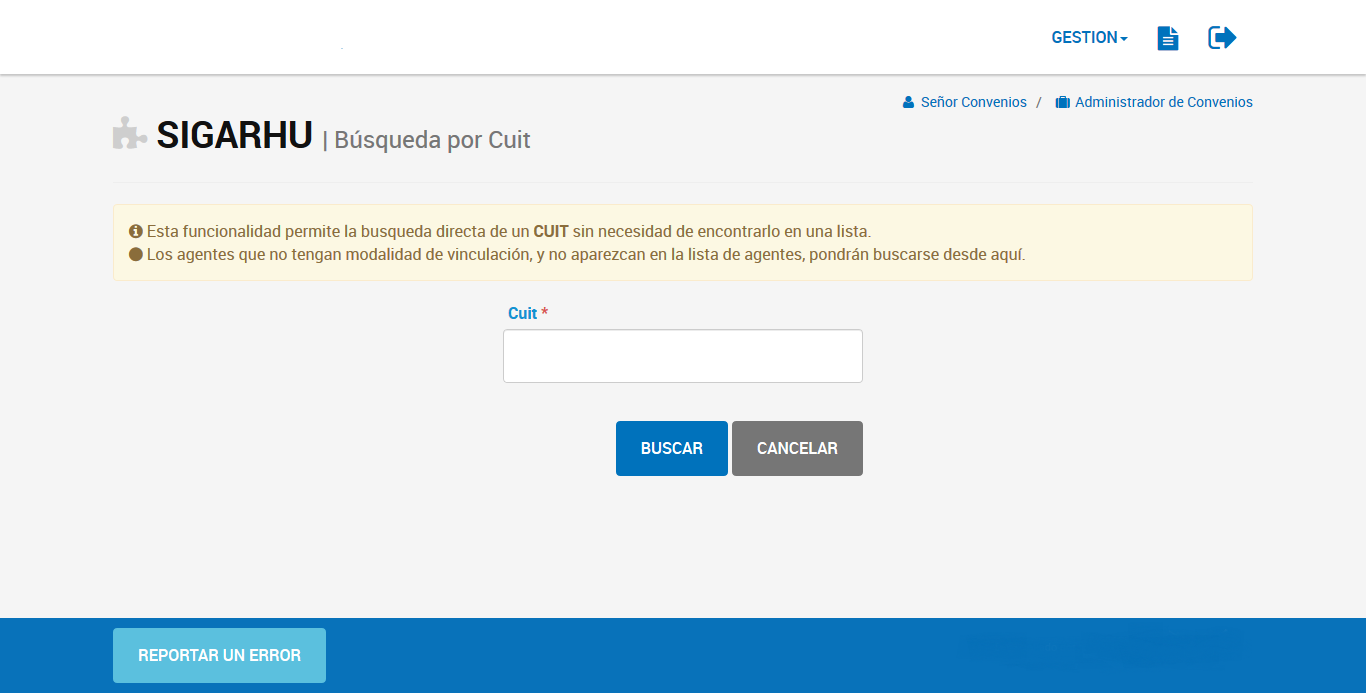 GESTION
Señor Convenios / Administrador de Convenios
SIGARHU | Búsqueda por Cuit
Esta funcionalidad permite la busqueda directa de un CUIT sin necesidad de encontrarlo en una lista.
Los agentes que no tengan modalidad de vinculación, y no aparezcan en la lista de agentes, pondrán buscarse desde aquí.
Cuit *
BUSCAR CANCELAR
REPORTAR UN ERROR